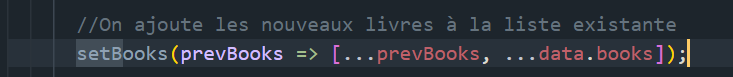 //On ajoute les nouveaux livres à la liste existante
setBooks(prevBooks => [...prevBooks, ...data.books]);